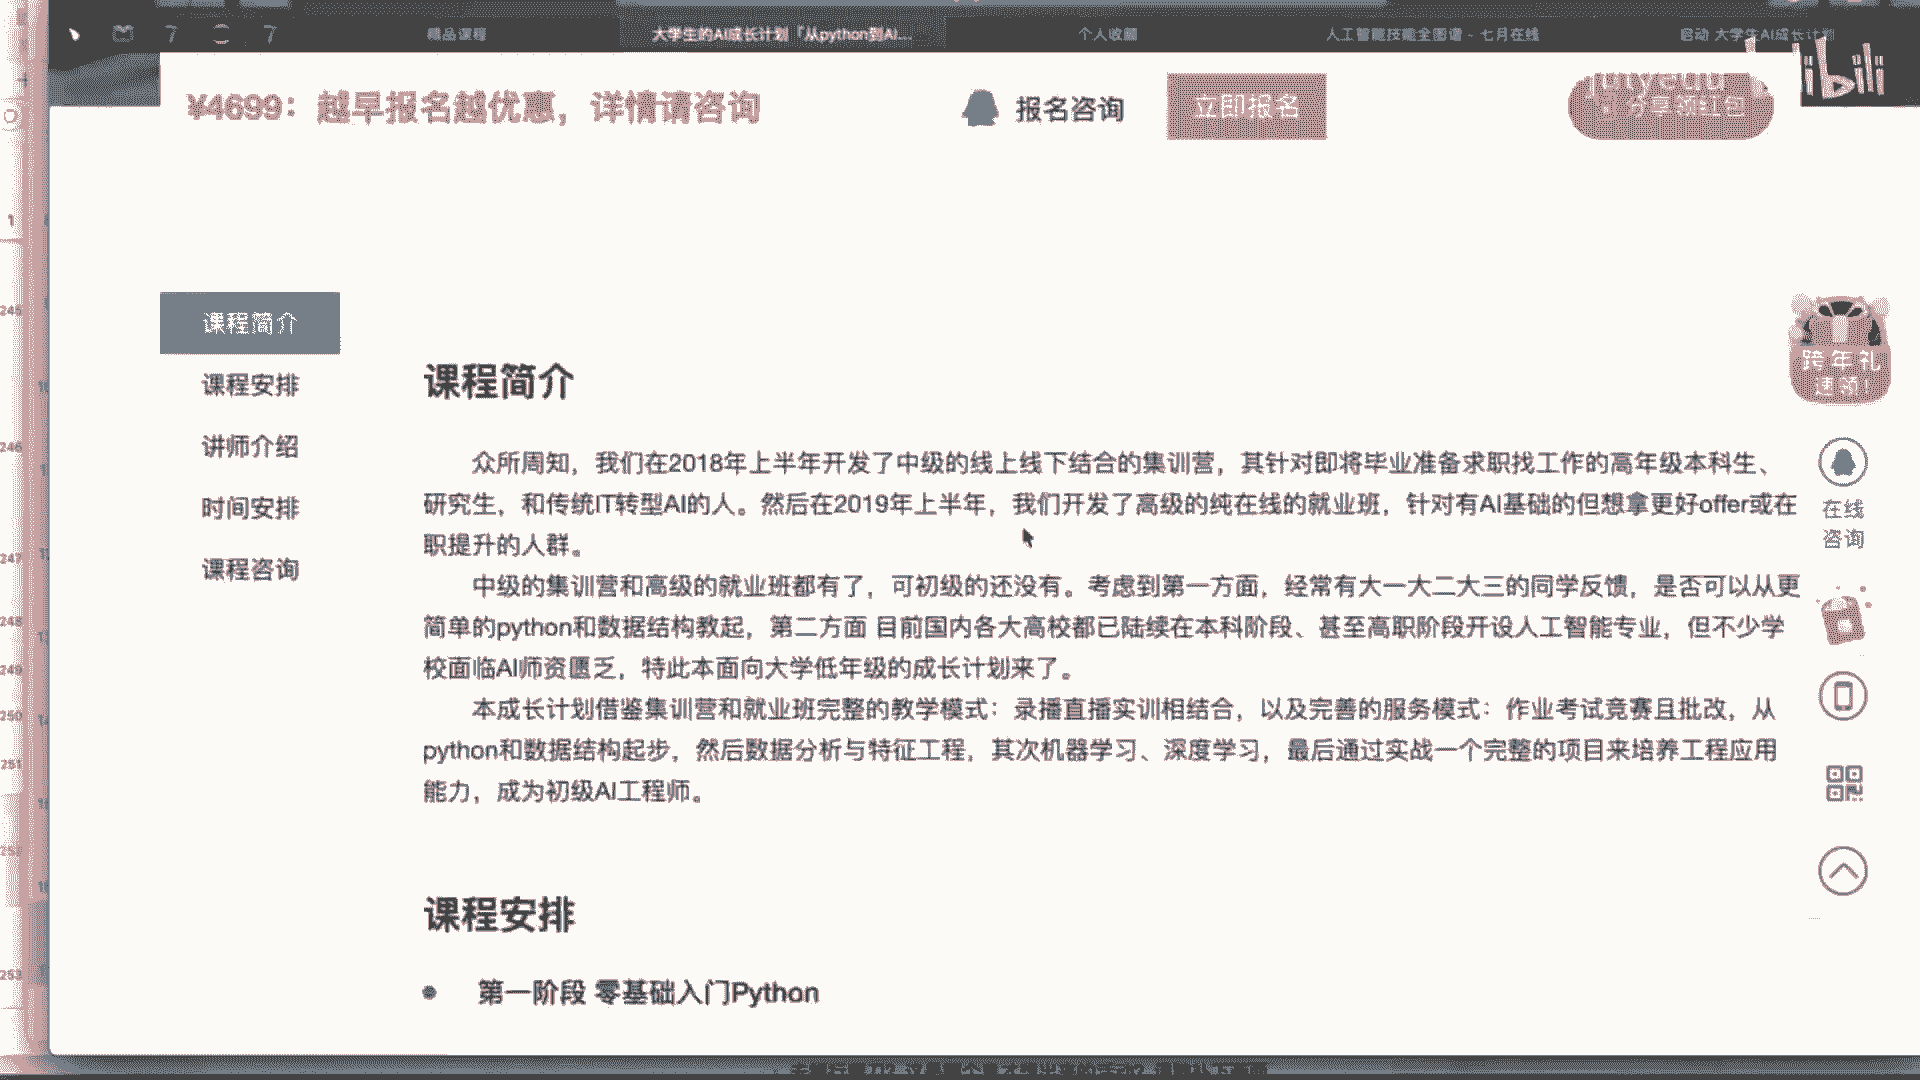 精品课程
大学生的AI成长计划「从python到AI...
个人收藏
人工智能技能全图谱 - 七月在线
启动 大学生AI成长计划
¥4699：越早报名越优惠，详情请咨询
报名咨询
立即报名
julyedu
分享领红包
bilibili
课程简介
课程安排
讲师介绍
时间安排
课程咨询
课程简介
众所周知，我们在2018年上半年开发了中级的线上线下结合的集训营，其针对即将毕业准备求职找工作的高年级本科生、
研究生，和传统IT转型AI的人。然后在2019年上半年，我们开发了高级的纯在线的就业班，针对有AI基础的但想拿更好offer或在
职提升的人群。
中级的集训营和高级的就业班都有了，可初级的还没有。考虑到第一方面，经常有大一大二大三的同学反馈，是否可以从更
简单的python和数据结构教起，第二方面 目前国内各大高校都已陆续在本科阶段、甚至高职阶段开设人工智能专业，但不少学
校面临AI师资匮乏，特此本面向大学低年级的成长计划来了。
本成长计划借鉴集训营和就业班完整的教学模式：录播直播实训相结合，以及完善的服务模式：作业考试竞赛且批改，从
python和数据结构起步，然后数据分析与特征工程，其次机器学习、深度学习，最后通过实战一个完整的项目来培养工程应用
能力，成为初级AI工程师。
课程安排
第一阶段 零基础入门Python
跨年礼
速领！
在线
咨询
245
246
247
248
249
250
251
252
253